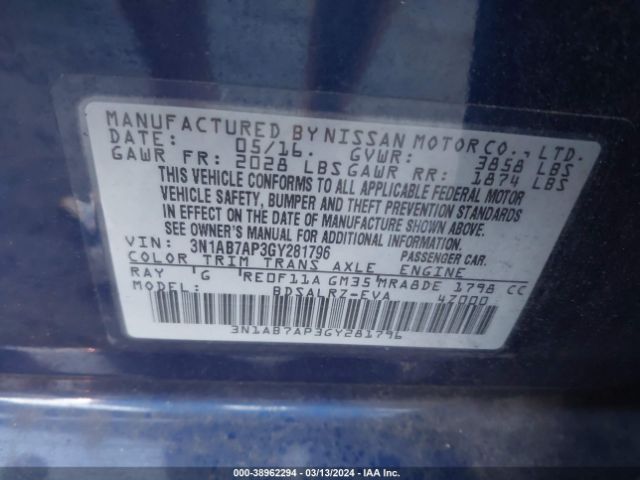 MANUFACTURED BY NISSAN MOTOR CO., LTD.
DATE: 05/16. GVWR: 3858 LBS
GAWR FR: 2028 LBS GAWR RR: 1874 LBS
THIS VEHICLE CONFORMS TO ALL APPLICABLE FEDERAL MOTOR
VEHICLE SAFETY, BUMPER AND THEFT PREVENTION STANDARDS
IN EFFECT ON THE DATE OF MANUFACTURE SHOWN ABOVE.
SEE OWNER'S MANUAL FOR ADDITIONAL INFORMATION
VIN: 3N1AB7AP3GY281796 PASSENGER CAR.
COLOR TRIM TRANS AXLE ENGINE
RAY G RE0F11A GM35 MRA8DE 1798 CC
BDSALRZ-EVA 47000
3N1AB7AP3GY281796
000-38962294 - 03/13/2024 - IAA Inc.